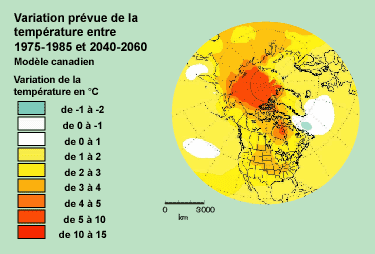 Variation prévue de la
température entre
1975-1985 et 2040-2060
Modèle canadien
Variation de la
température en °C
de -1 à -2
de 0 à -1
de 0 à 1
de 1 à 2
de 2 à 3
de 3 à 4
de 4 à 5
de 5 à 10
de 10 à 15
0 3000
km